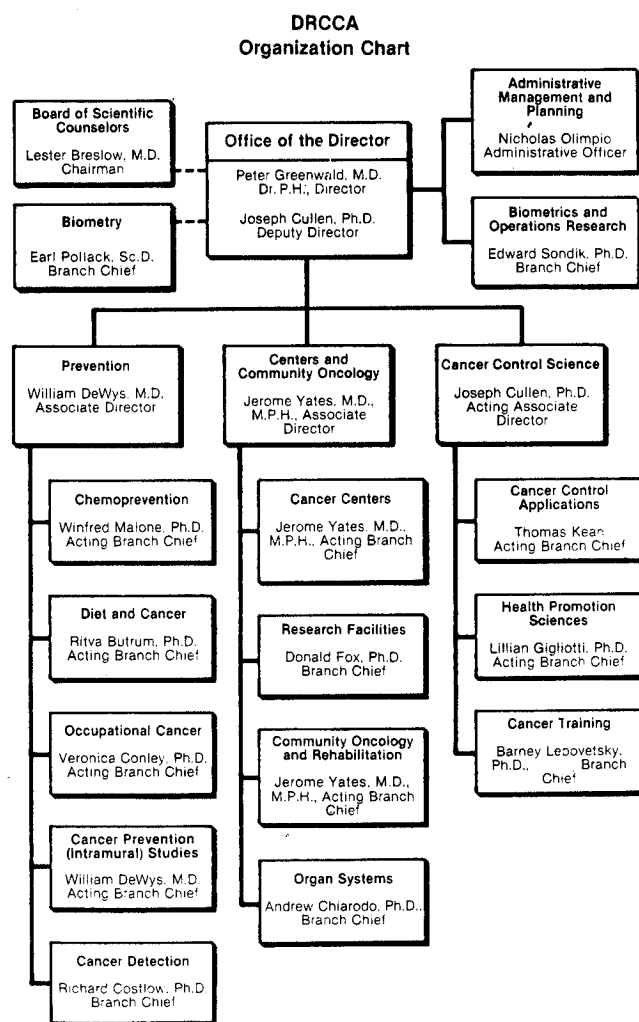 DRCCA
Organization Chart
Board of Scientific
Counselors
Lester Breslow, M.D.
Chairman
Biometry
Earl Pollack, Sc.D.
Branch Chief
Office of the Director
Peter Greenwald, M.D.
Dr. P.H., Director
Joseph Cullen, Ph.D.
Deputy Director
Administrative
Management and
Planning
Nicholas Olimpio
Administrative Officer
Biometrics and
Operations Research
Edward Sondik, Ph.D.
Branch Chief
Prevention
William DeWys, M.D.
Associate Director
Chemoprevention
Winfred Malone, Ph.D.
Acting Branch Chief
Diet and Cancer
Ritva Butrum, Ph.D.
Acting Branch Chief
Occupational Cancer
Veronica Conley, Ph.D.
Acting Branch Chief
Cancer Prevention
(Intramural) Studies
William DeWys, M.D.
Acting Branch Chief
Cancer Detection
Richard Costlow, Ph.D.
Branch Chief
Centers and
Community Oncology
Jerome Yates, M.D.,
M.P.H., Associate
Director
Cancer Centers
Jerome Yates, M.D.,
M.P.H., Acting Branch
Chief
Research Facilities
Donald Fox, Ph.D.
Branch Chief
Community Oncology
and Rehabilitation
Jerome Yates, M.D.,
M.P.H., Acting Branch
Chief
Organ Systems
Andrew Chiarodo, Ph.D.,
Branch Chief
Cancer Control Science
Joseph Cullen, Ph.D.
Acting Associate
Director
Cancer Control
Applications
Thomas Kean
Acting Branch Chief
Health Promotion
Sciences
Lillian Gigliotti, Ph.D.
Acting Branch Chief
Cancer Training
Barney Lepovetsky,
Ph.D., Branch
Chief